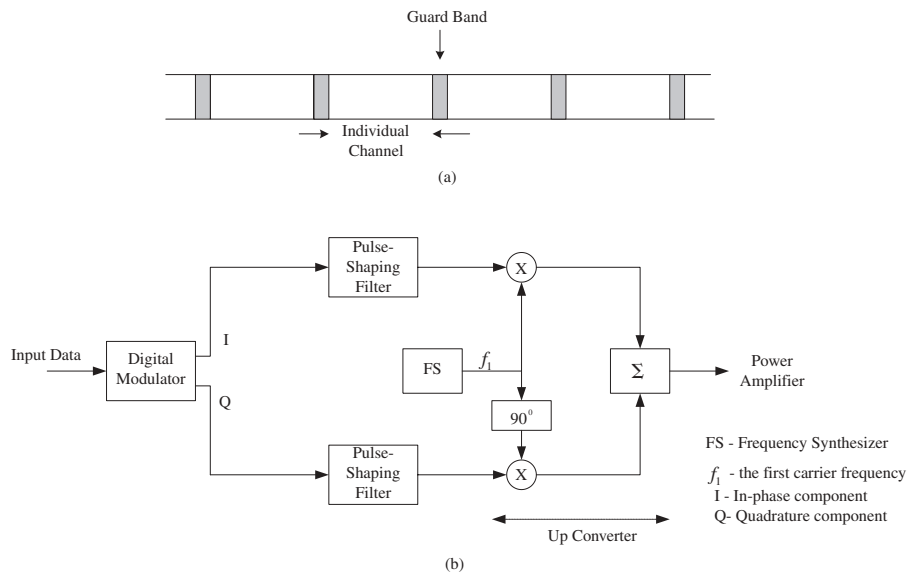 Guard Band
Individual
Channel
(a)
Pulse-
Shaping
Filter
X
Input Data
I
Digital
Modulator
Q
FS
f₁
90⁰
Σ
Power
Amplifier
Pulse-
Shaping
Filter
X
FS - Frequency Synthesizer
f₁ - the first carrier frequency
I - In-phase component
Q- Quadrature component
Up Converter
(b)